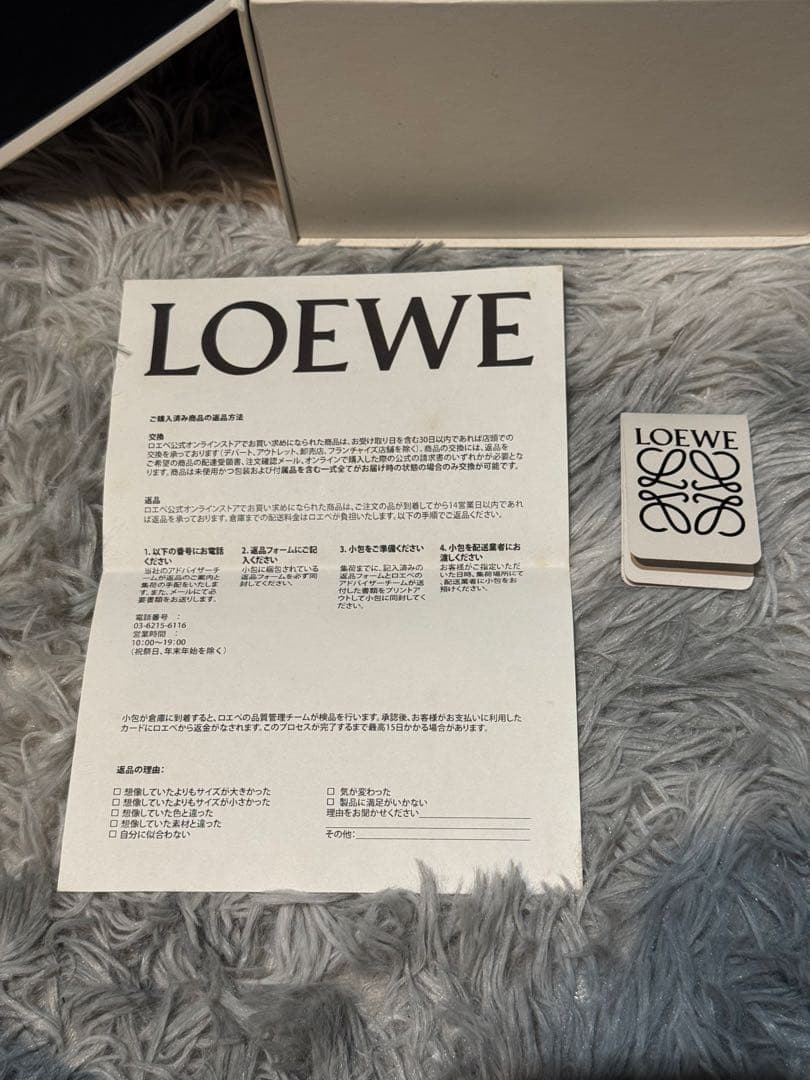 LOEWE
ご購入済み商品の返品方法
交換
ロエベ公式オンラインストアでお買い求めになられた商品は、お受け取り日を含む30日以内であれば店頭での
交換を承っております（デパート、アウトレット、卸売店、フランチャイズ店舗を除く）。商品の交換には、返品を
ご希望の商品の配達受領書、注文確認メール、オンラインで購入した際の公式の請求書のいずれかが必要とな
ります。商品は未使用かつ包装および付属品を含む一式全てがお届け時の状態の場合のみ交換が可能です。
返品
ロエベ公式オンラインストアでお買い求めになられた商品は、ご注文の品が到着してから14営業日以内であれ
ば返品を承っております。倉庫までの配送料金はロエベが負担いたします。以下の手順でご返品ください。
1. 以下の番号にお電話
ください
当社のアドバイザーチ
ームが返品のご案内と
集荷の手配をいたしま
す。また、メールにて必
要書類をお送りします。
電話番号 ：
03-6215-6116
営業時間 ：
10:00〜19:00
（祝祭日、年末年始を除く）
2. 返品フォームにご記
入ください
小包に梱包されている
返品フォームを必ず同
封してください。
3. 小包をご準備ください
集荷までに、記入済みの
返品フォームとロエベの
アドバイザーチームが送
付した書類をプリントア
ウトして小包に同封してく
ださい。
4. 小包を配送業者にお
渡しください
お客様がご指定いただ
いた日時、集荷場所にて
、配送業者に小包をお
預けください。
小包が倉庫に到着すると、ロエベの品質管理チームが検品を行います。承認後、お客様がお支払いに利用した
カードにロエベから返金がなされます。このプロセスが完了するまで最高15日かかる場合があります。
返品の理由：
□ 想像していたよりもサイズが大きかった
□ 想像していたよりもサイズが小さかった
□ 想像していた色と違った
□ 想像していた素材と違った
□ 自分に似合わない
□ 気が変わった
□ 製品に満足がいかない
理由をお聞かせください
その他：
LOEWE